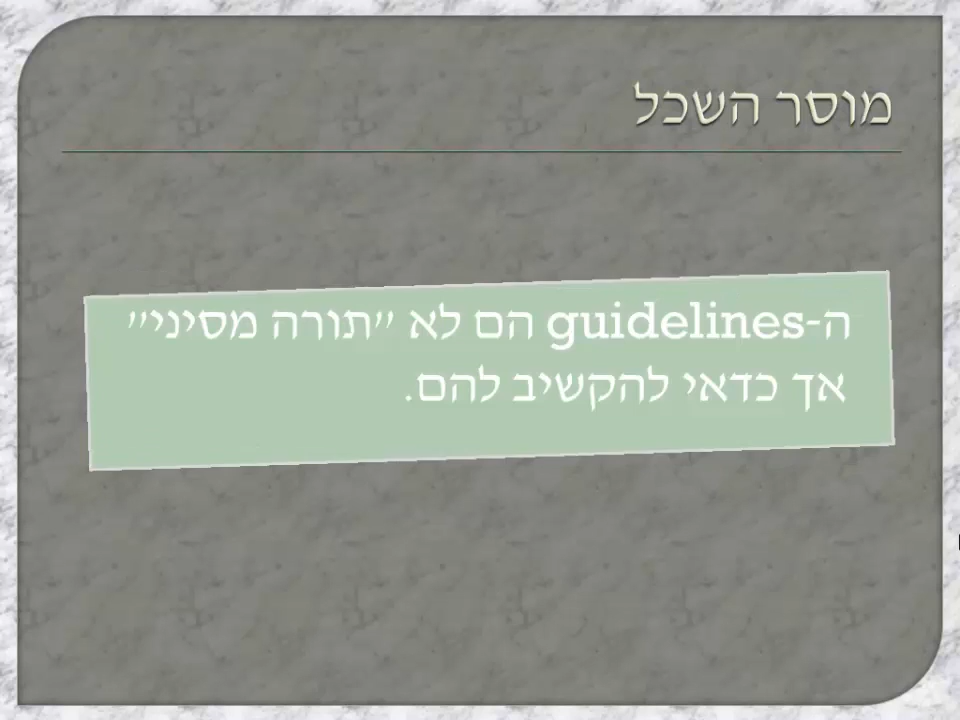 מוסר השכל
ה-guidelines הם לא "תורה מסיני"
אך כדאי להקשיב להם.